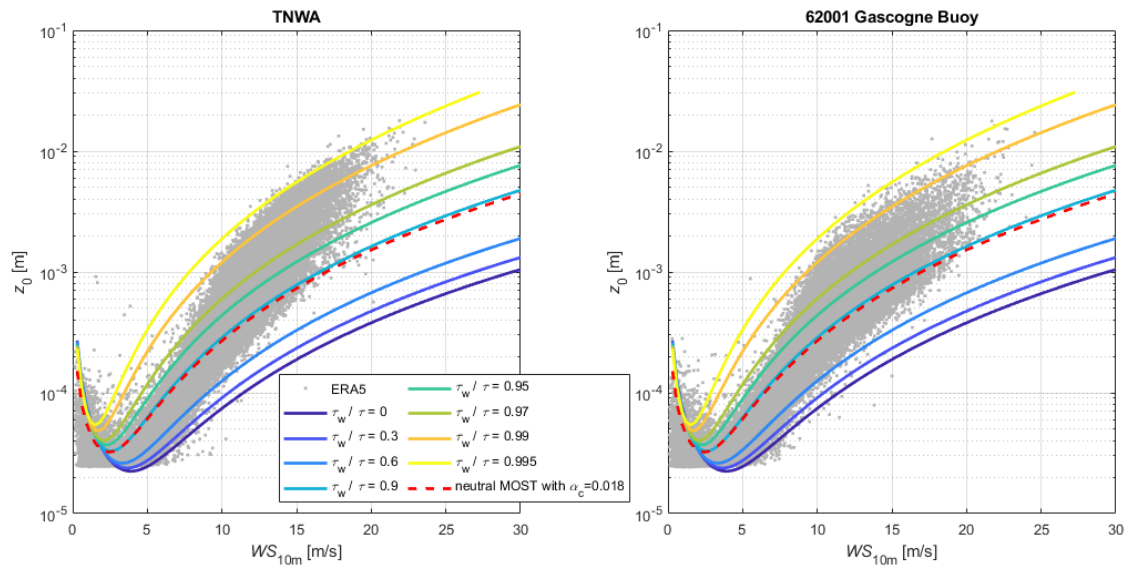 TNWA
10^-1
10^-2
10^-3
10^-4
10^-5
z_0 [m]
0 5 10 15 20 25 30
WS_10m [m/s]
ERA5
τ_w / τ = 0
τ_w / τ = 0.3
τ_w / τ = 0.6
τ_w / τ = 0.9
τ_w / τ = 0.95
τ_w / τ = 0.97
τ_w / τ = 0.99
τ_w / τ = 0.995
neutral MOST with α_c=0.018
62001 Gascogne Buoy
10^-1
10^-2
10^-3
10^-4
10^-5
z_0 [m]
0 5 10 15 20 25 30
WS_10m [m/s]